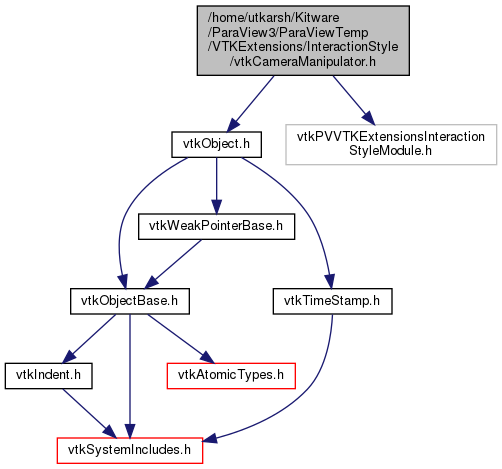 /home/utkarsh/Kitware
/ParaView3/ParaViewTemp
/VTKExtensions/InteractionStyle
/vtkCameraManipulator.h
vtkObject.h
vtkPVVTKExtensionsInteraction
StyleModule.h
vtkWeakPointerBase.h
vtkObjectBase.h
vtkTimeStamp.h
vtkIndent.h
vtkAtomicTypes.h
vtkSystemIncludes.h